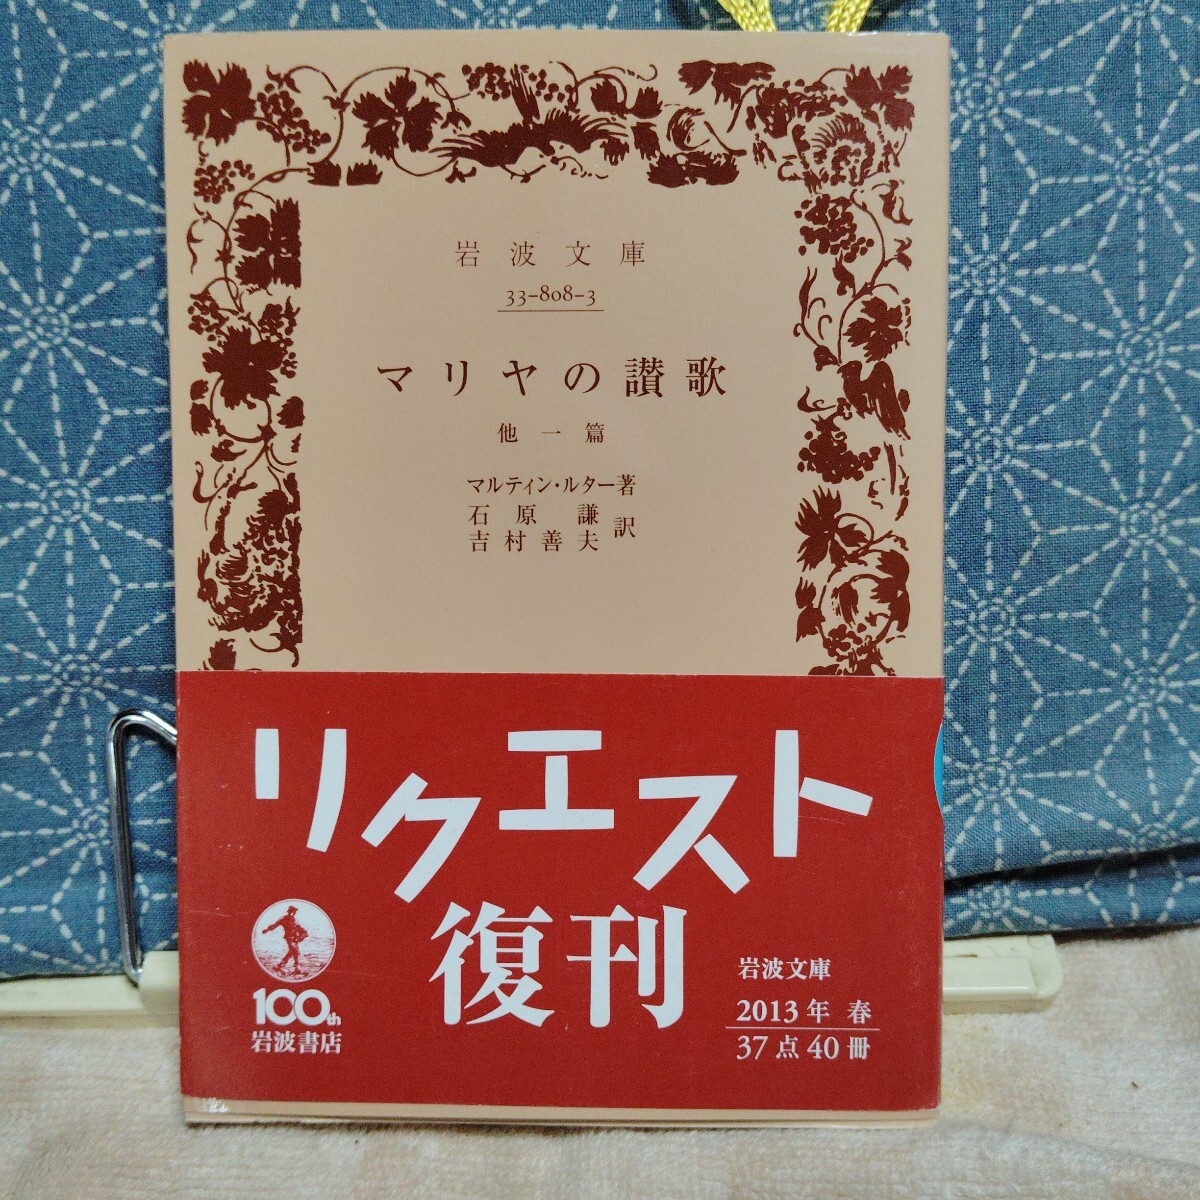 岩波文庫
33-808-3
マリヤの讃歌
他一篇
マルティン・ルター著
石原謙
吉村善夫
訳
リクエスト
復刊
100th
岩波書店
岩波文庫
2013年 春
37点40冊